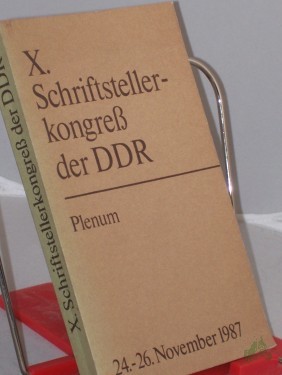 X.
Schriftsteller-
kongreß
der DDR
Plenum
24.-26. November 1987
X. Schriftstellerkongreß der DDR